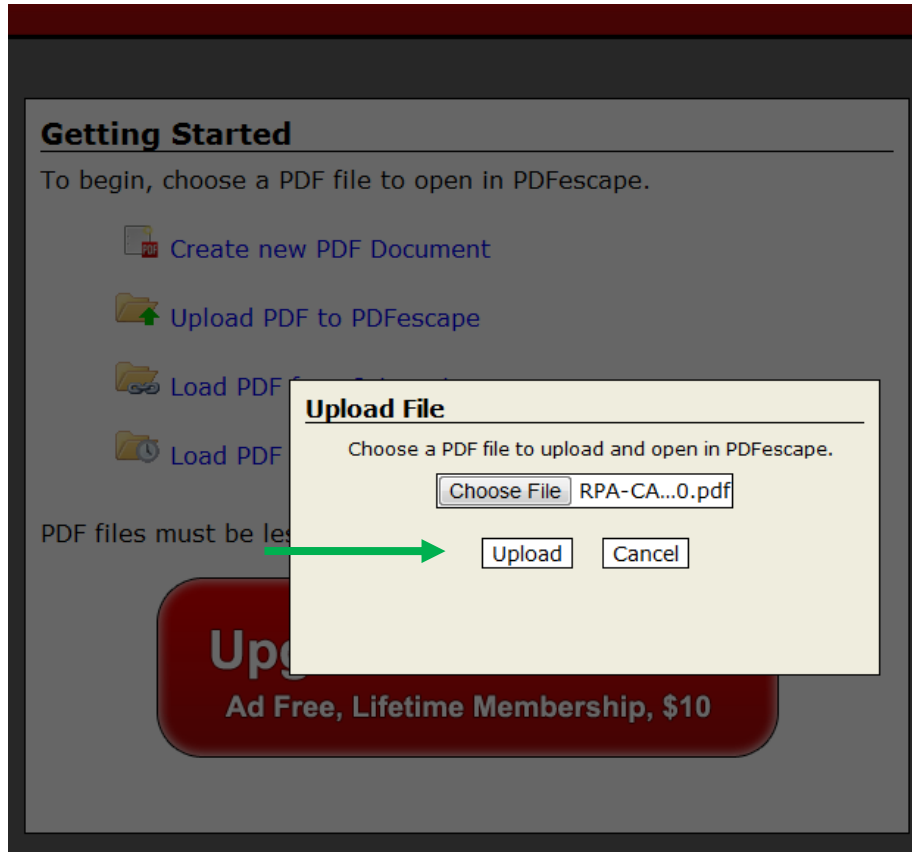 Getting Started
To begin, choose a PDF file to open in PDFescape.
Create new PDF Document
Upload PDF to PDFescape
Load PDF
Load PDF
PDF files must be
Upload File
Choose a PDF file to upload and open in PDFescape.
Choose File RPA-CA...0.pdf
Upload Cancel
Ad Free, Lifetime Membership, $10